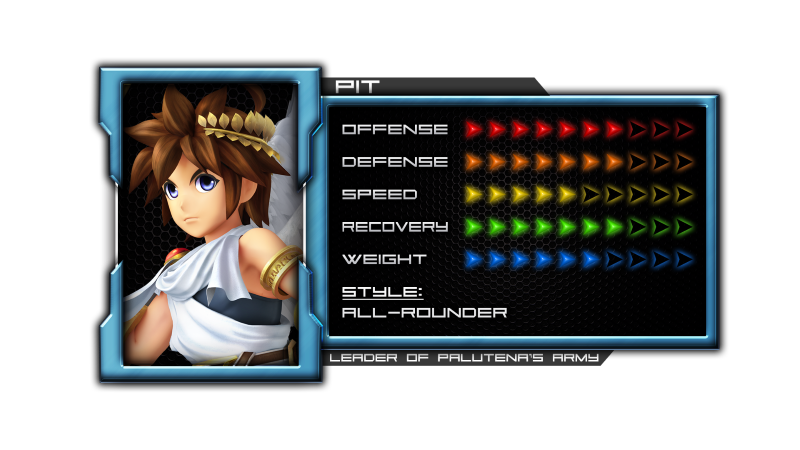 PIT
OFFENSE
DEFENSE
SPEED
RECOVERY
WEIGHT
STYLE:
ALL-ROUNDER
LEADER OF PALUTENA'S ARMY